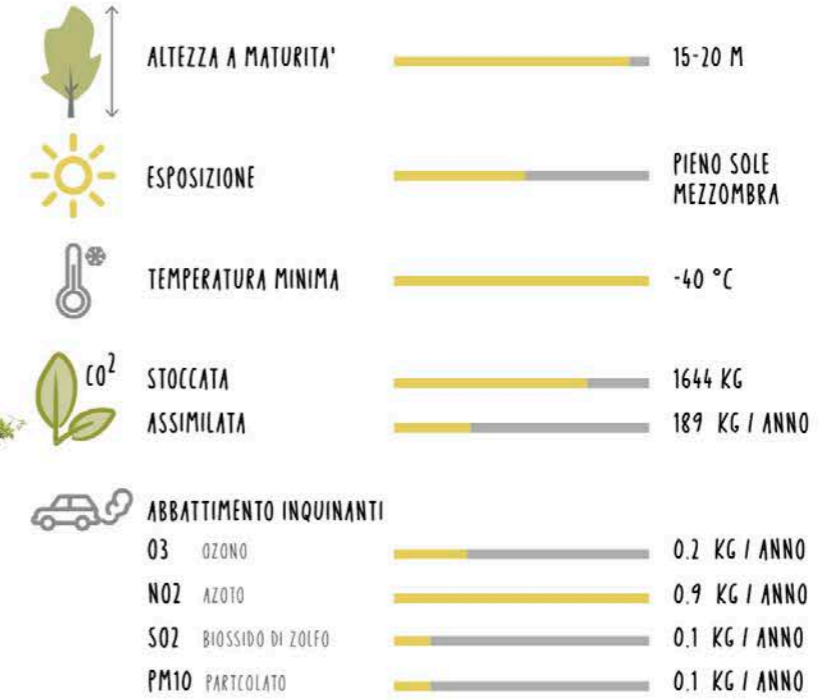 ALTEZZA A MATURITA' 15-20 M
ESPOSIZIONE PIENO SOLE
MEZZOMBRA
TEMPERATURA MINIMA -40 °C
CO²
STOCCATA 1644 KG
ASSIMILATA 189 KG / ANNO
ABBATTIMENTO INQUINANTI
O3 OZONO 0.2 KG / ANNO
NO2 AZOTO 0.9 KG / ANNO
SO2 BIOSSIDO DI ZOLFO 0.1 KG / ANNO
PM10 PARTCOLATO 0.1 KG / ANNO